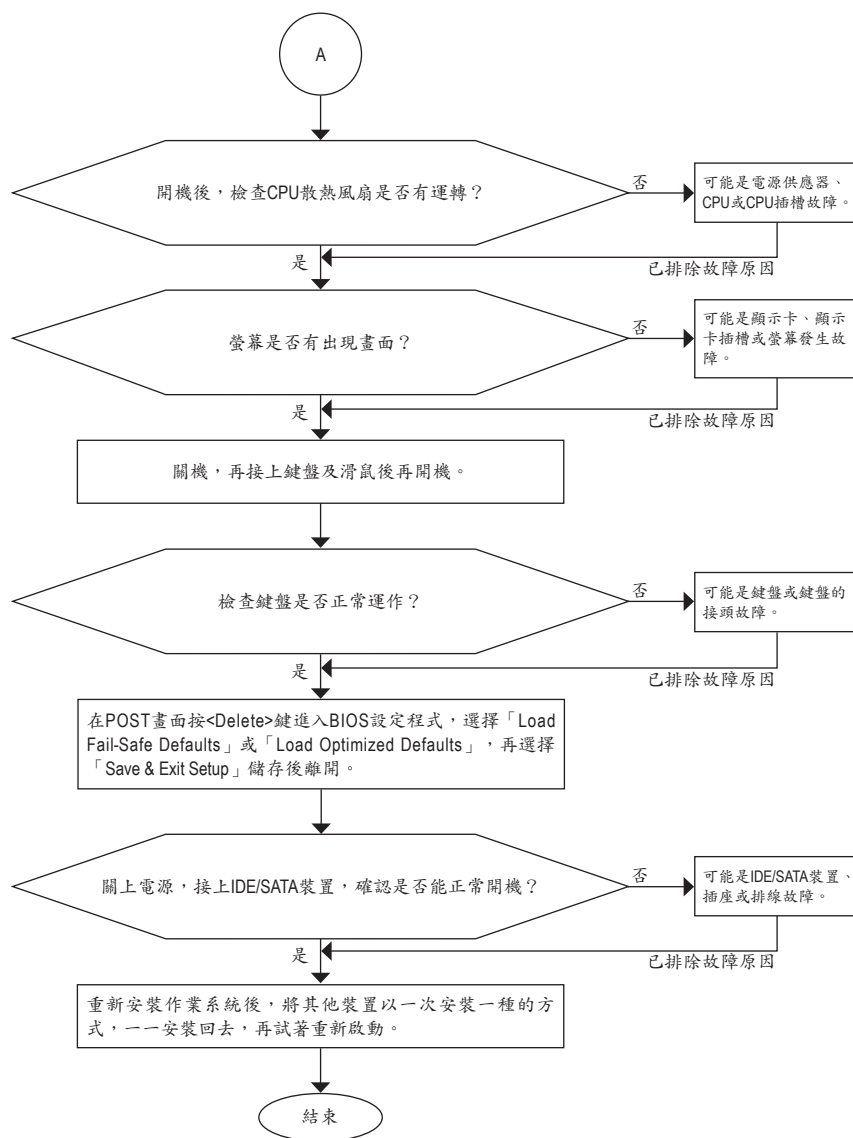 A
開機後，檢查CPU散熱風扇是否有運轉？
否
可能是電源供應器、
CPU或CPU插槽故障。
是
已排除故障原因
螢幕是否有出現畫面？
否
可能是顯示卡、顯示
卡插槽或螢幕發生故
障。
是
已排除故障原因
關機，再接上鍵盤及滑鼠後再開機。
檢查鍵盤是否正常運作？
否
可能是鍵盤或鍵盤的
接頭故障。
是
已排除故障原因
在POST畫面按<Delete>鍵進入BIOS設定程式，選擇「Load
Fail-Safe Defaults」或「Load Optimized Defaults」，再選擇
「Save & Exit Setup」儲存後離開。
關上電源，接上IDE/SATA裝置，確認是否能正常開機？
否
可能是IDE/SATA裝置、
插座或排線故障。
是
已排除故障原因
重新安裝作業系統後，將其他裝置以一次安裝一種的方
式，一一安裝回去，再試著重新啟動。
結束